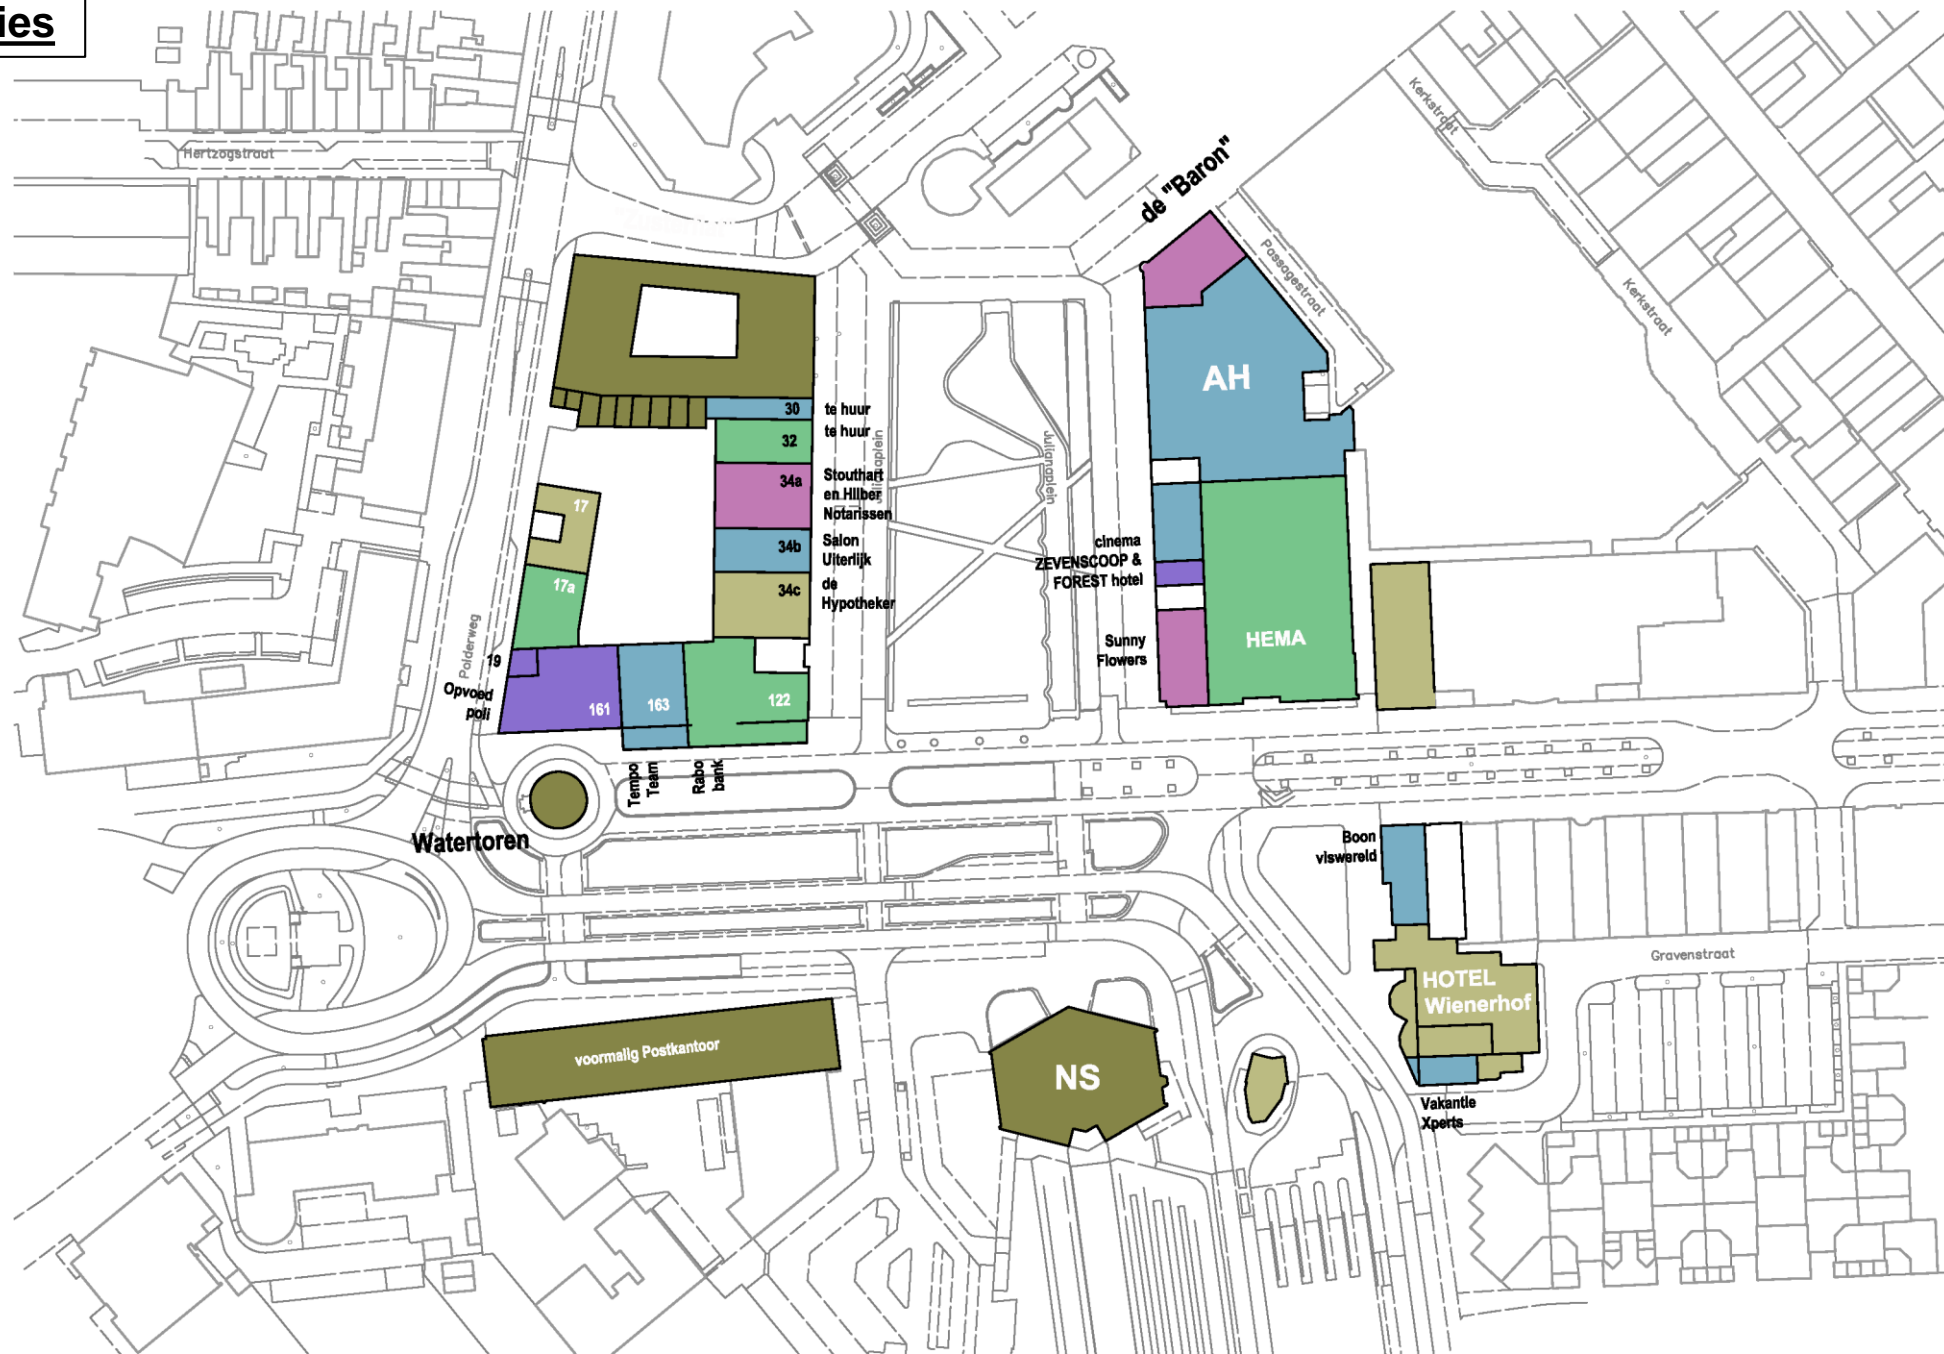 ies
Hertzogstraat
Kerkstraat
de "Baron"
Passagestraat
Kerkstraat
AH
30 te huur
32 te huur
34a Stouthart
en Hilber
Notarissen
34b Salon
Uiterlijk
34c de
Hypotheker
Julianaplein
17
17a
Polderweg
19
Opvoed
poli
161
163
122
Tempo
Team
Rabo
bank
cinema
ZEVENSCOOP &
FOREST hotel
Sunny
Flowers
HEMA
Watertoren
Boon
viswereld
Gravenstraat
HOTEL
Wienerhof
voormalig Postkantoor
NS
Vakantie
Xperts